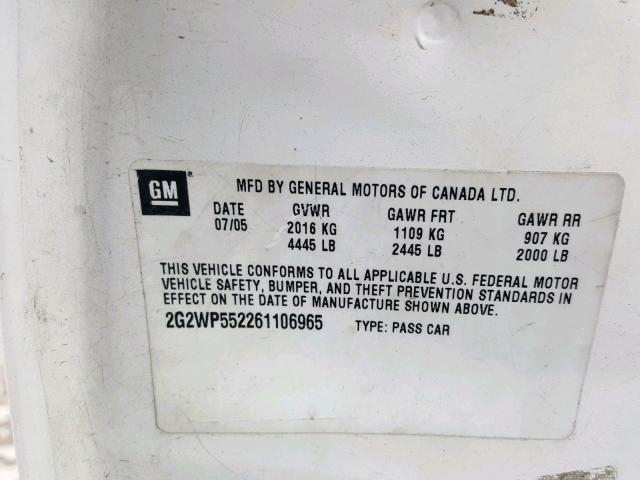 GM MFD BY GENERAL MOTORS OF CANADA LTD.
DATE GVWR GAWR FRT GAWR RR
07/05 2016 KG 1109 KG 907 KG
4445 LB 2445 LB 2000 LB
THIS VEHICLE CONFORMS TO ALL APPLICABLE U.S. FEDERAL MOTOR
VEHICLE SAFETY, BUMPER, AND THEFT PREVENTION STANDARDS IN
EFFECT ON THE DATE OF MANUFACTURE SHOWN ABOVE.
2G2WP552261106965 TYPE: PASS CAR